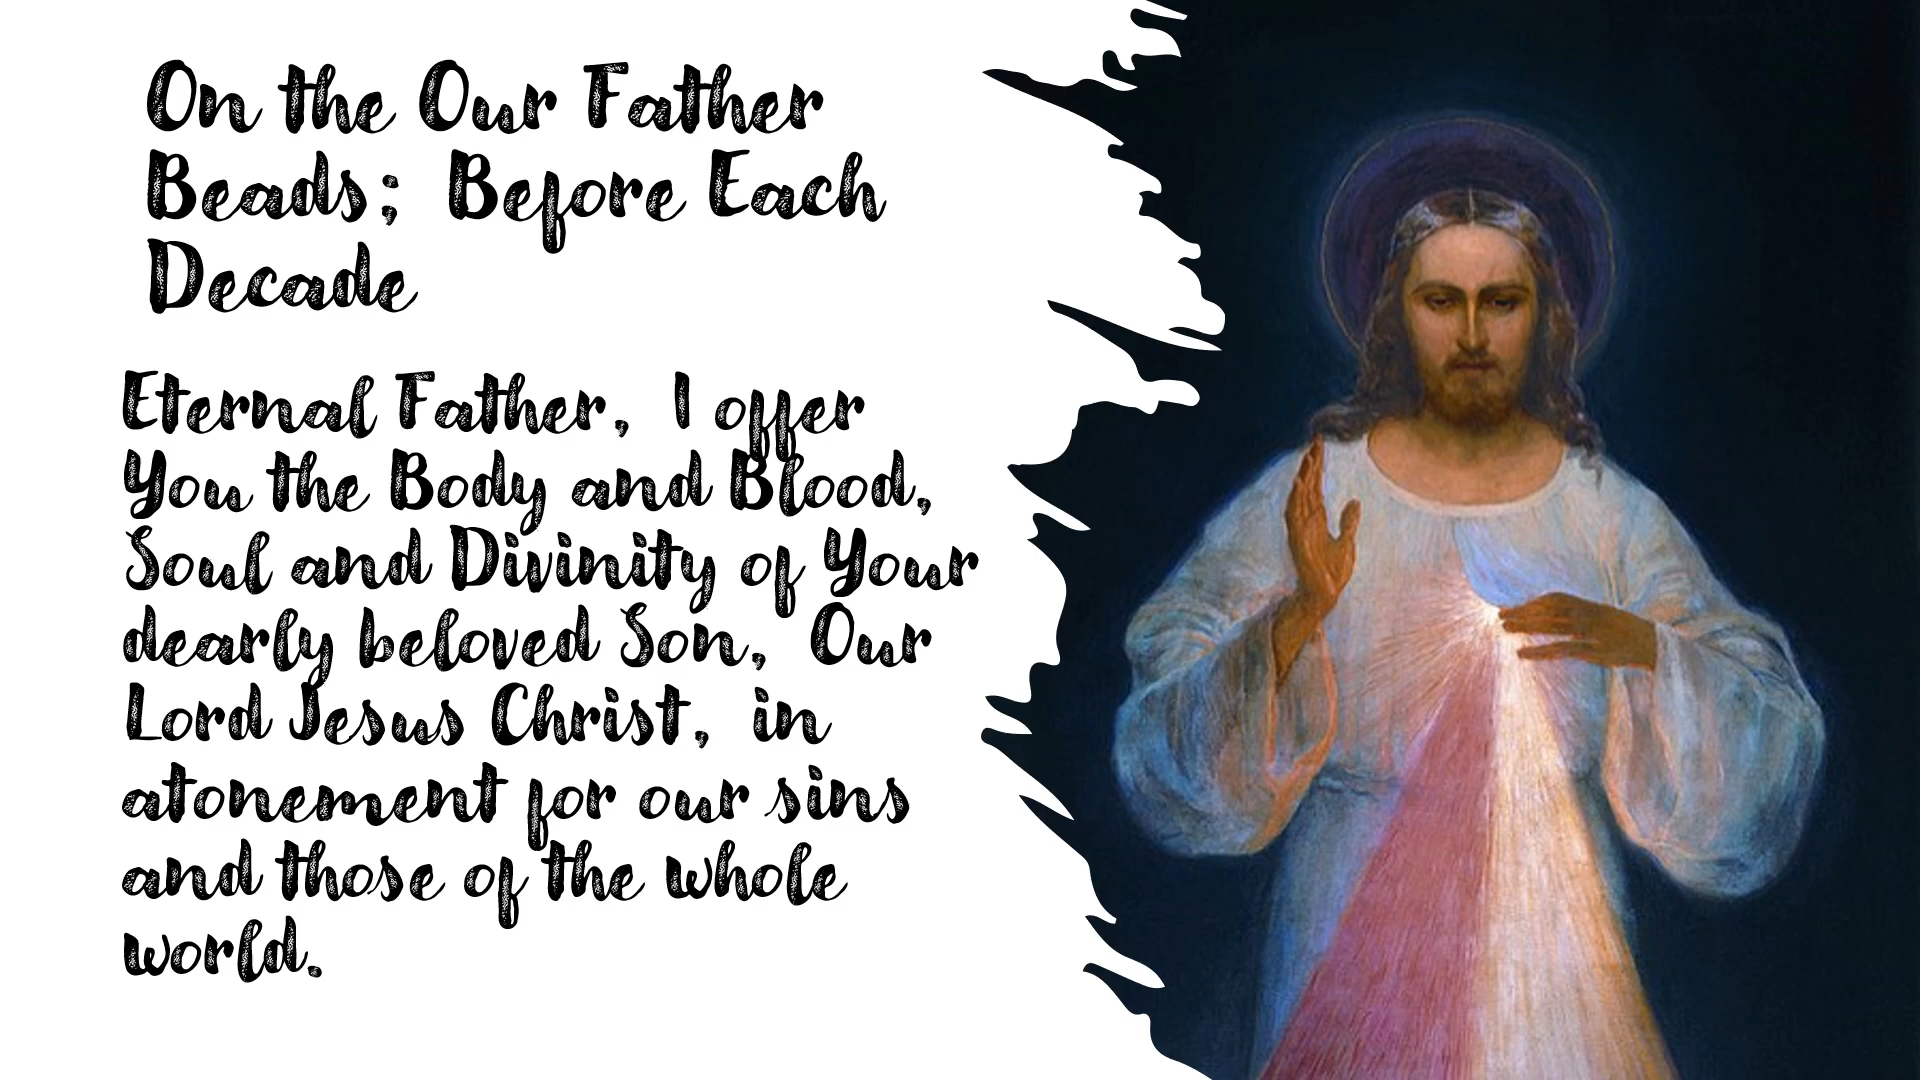 On the Our Father
Beads; Before Each
Decade
Eternal Father, I offer
You the Body and Blood,
Soul and Divinity of Your
dearly beloved Son, Our
Lord Jesus Christ, in
atonement for our sins
and those of the whole
world.